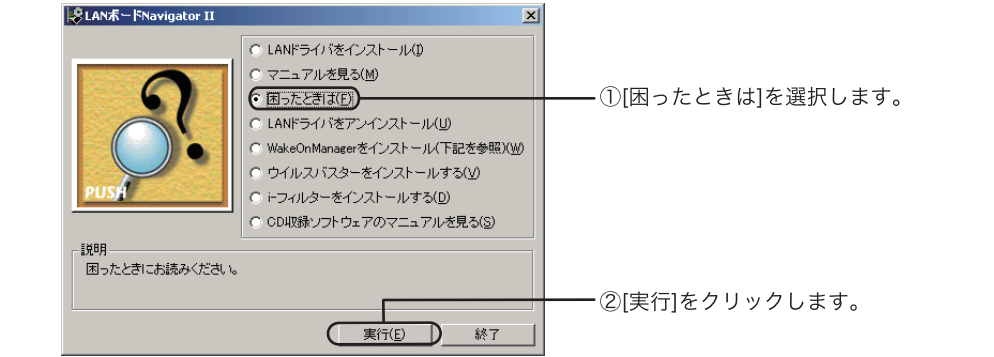 LANボードNavigator II
LANドライバをインストール(I)
マニュアルを見る(M)
困ったときは(F)
①[困ったときは]を選択します。
LANドライバをアンインストール(U)
WakeOnManagerをインストール(下記を参照)(W)
ウイルスバスターをインストールする(V)
i-フィルターをインストールする(D)
CD収録ソフトウェアのマニュアルを見る(S)
PUSH
説明
困ったときにお読みください。
②[実行]をクリックします。
実行(E)
終了